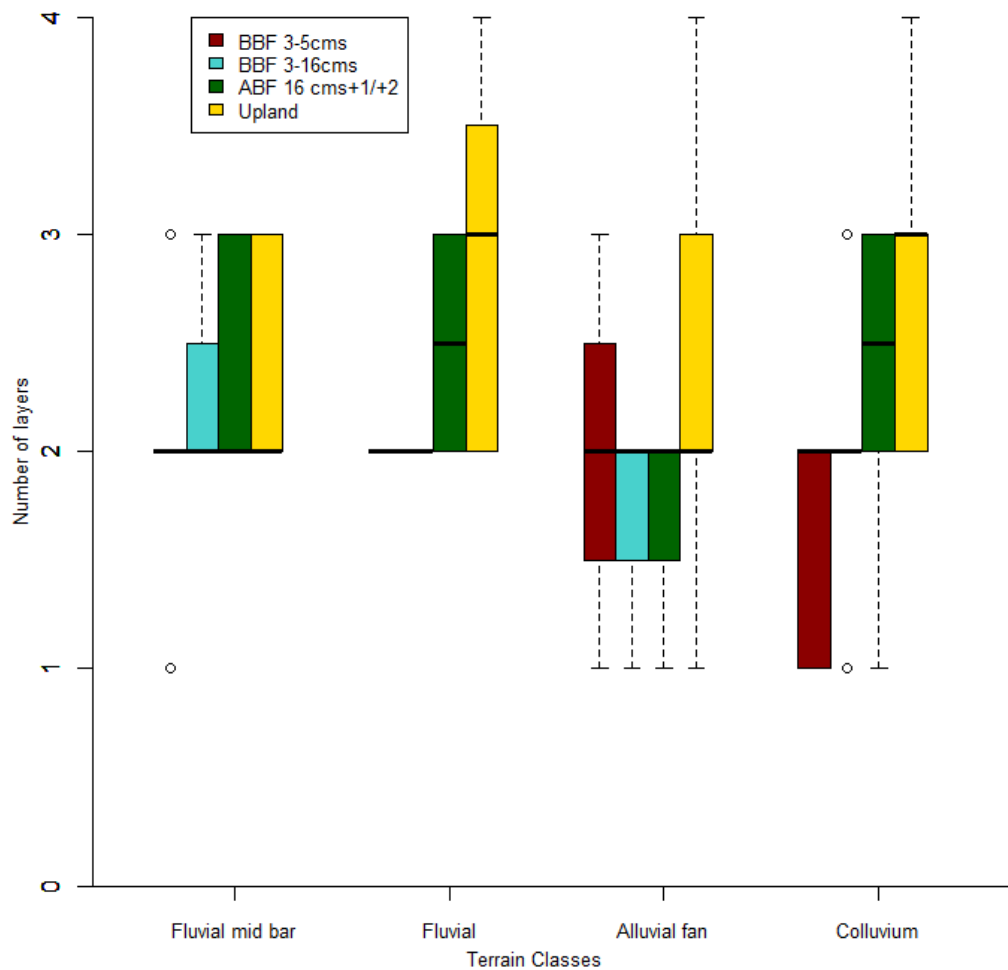 BBF 3-5cms
BBF 3-16cms
ABF 16 cms+1/+2
Upland
4
3
2
1
0
Number of layers
Fluvial mid bar
Fluvial
Alluvial fan
Colluvium
Terrain Classes